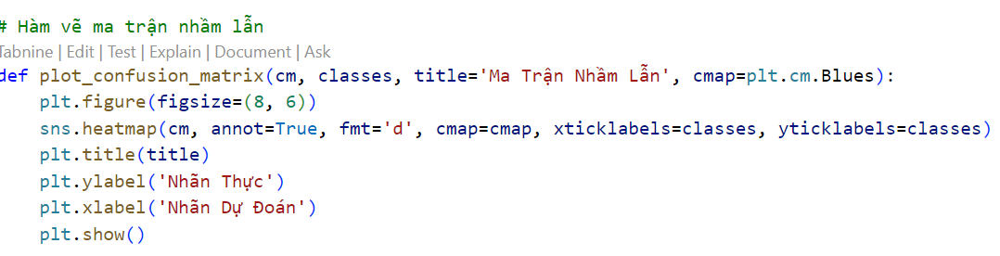 # Hàm vẽ ma trận nhầm lẫn
Tabnine | Edit | Test | Explain | Document | Ask
def plot_confusion_matrix(cm, classes, title='Ma Trận Nhầm Lẫn', cmap=plt.cm.Blues):
    plt.figure(figsize=(8, 6))
    sns.heatmap(cm, annot=True, fmt='d', cmap=cmap, xticklabels=classes, yticklabels=classes)
    plt.title(title)
    plt.ylabel('Nhãn Thực')
    plt.xlabel('Nhãn Dự Đoán')
    plt.show()